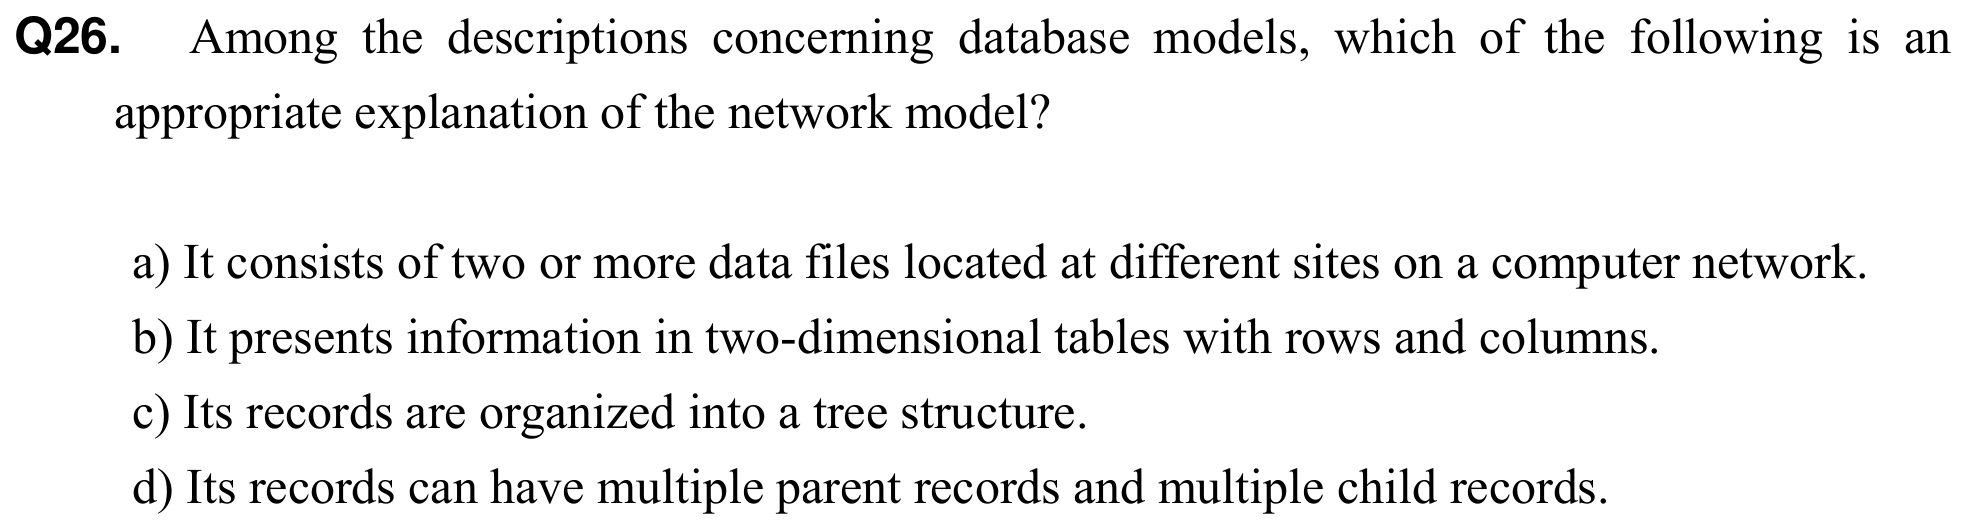 Q26. Among the descriptions concerning database models, which of the following is an
appropriate explanation of the network model?
a) It consists of two or more data files located at different sites on a computer network.
b) It presents information in two-dimensional tables with rows and columns.
c) Its records are organized into a tree structure.
d) Its records can have multiple parent records and multiple child records.